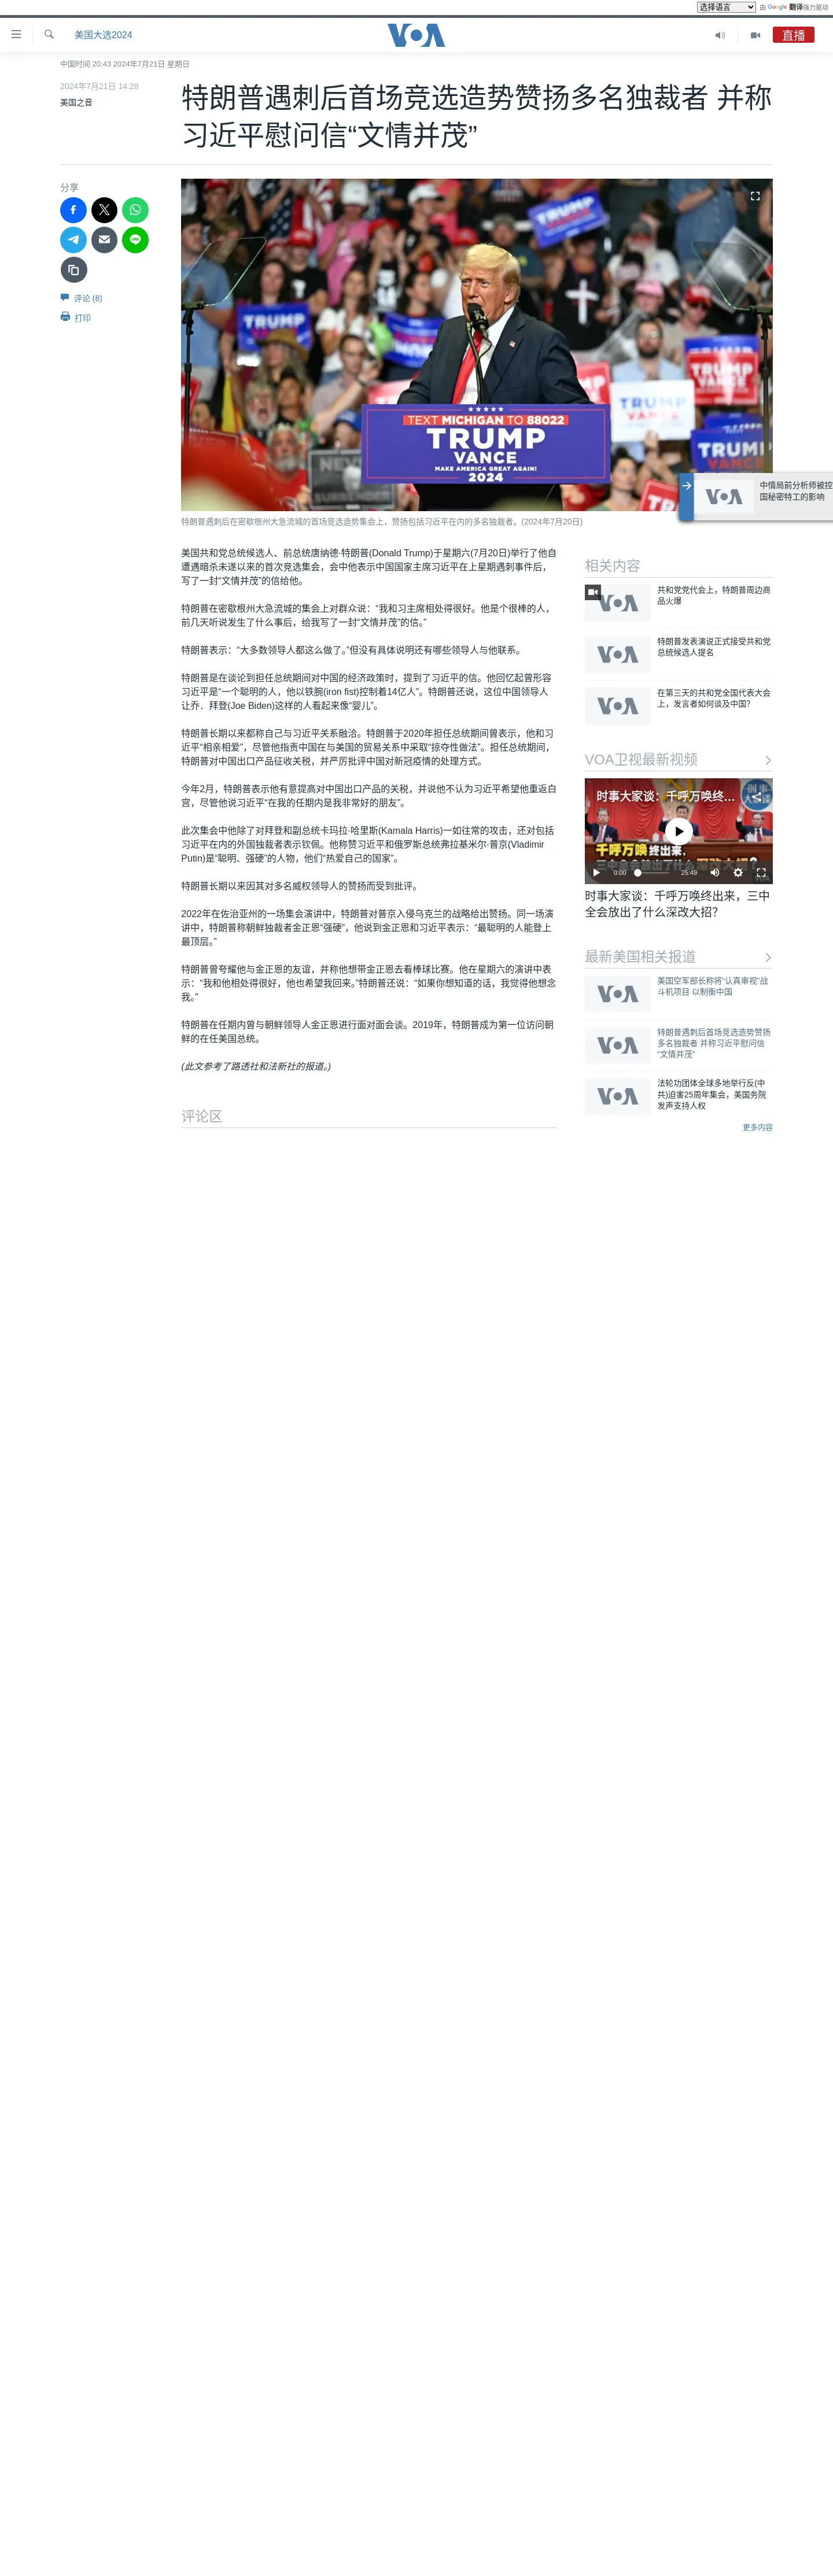 选择语言 由 Google 翻译强力驱动
美国大选2024
VOA
直播
中国时间 20:43 2024年7月21日 星期日
2024年7月21日 14:28
美国之音
特朗普遇刺后首场竞选造势赞扬多名独裁者 并称
习近平慰问信“文情并茂”
分享
评论 (8)
打印
TRUMP
VANCE
TEXT MICHIGAN TO 88022
TRUMP
VANCE
MAKE AMERICA GREAT AGAIN!
2024
特朗普遇刺后在密歇根州大急流城的首场竞选造势集会上，赞扬包括习近平在内的多名独裁者。(2024年7月20日)
中情局前分析师被控
国秘密特工的影响
美国共和党总统候选人、前总统唐纳德·特朗普(Donald Trump)于星期六(7月20日)举行了他自
遭遇暗杀未遂以来的首次竞选集会，会中他表示中国国家主席习近平在上星期遇刺事件后，
写了一封“文情并茂”的信给他。
特朗普在密歇根州大急流城的集会上对群众说：“我和习主席相处得很好。他是个很棒的人，
前几天听说发生了什么事后，给我写了一封“文情并茂”的信。”
特朗普表示：“大多数领导人都这么做了。”但没有具体说明还有哪些领导人与他联系。
特朗普是在谈论到担任总统期间对中国的经济政策时，提到了习近平的信。他回忆起曾形容
习近平是“一个聪明的人，他以铁腕(iron fist)控制着14亿人”。特朗普还说，这位中国领导人
让乔．拜登(Joe Biden)这样的人看起来像“婴儿”。
特朗普长期以来都称自己与习近平关系融洽。特朗普于2020年担任总统期间曾表示，他和习
近平“相亲相爱”，尽管他指责中国在与美国的贸易关系中采取“掠夺性做法”。担任总统期间，
特朗普对中国出口产品征收关税，并严厉批评中国对新冠疫情的处理方式。
今年2月，特朗普表示他有意提高对中国出口产品的关税，并说他不认为习近平希望他重返白
宫，尽管他说习近平“在我的任期内是我非常好的朋友”。
此次集会中他除了对拜登和副总统卡玛拉·哈里斯(Kamala Harris)一如往常的攻击，还对包括
习近平在内的外国独裁者表示钦佩。他称赞习近平和俄罗斯总统弗拉基米尔·普京(Vladimir
Putin)是“聪明、强硬”的人物，他们“热爱自己的国家”。
特朗普长期以来因其对多名威权领导人的赞扬而受到批评。
2022年在佐治亚州的一场集会演讲中，特朗普对普京入侵乌克兰的战略给出赞扬。同一场演
讲中，特朗普称朝鲜独裁者金正恩“强硬”，他说到金正恩和习近平表示：“最聪明的人能登上
最顶层。”
特朗普曾夸耀他与金正恩的友谊，并称他想带金正恩去看棒球比赛。他在星期六的演讲中表
示：“我和他相处得很好，他也希望我回来。”特朗普还说：“如果你想知道的话，我觉得他想念
我。”
特朗普在任期内曾与朝鲜领导人金正恩进行面对面会谈。2019年，特朗普成为第一位访问朝
鲜的在任美国总统。
(此文参考了路透社和法新社的报道。)
评论区
相关内容
共和党党代会上，特朗普周边商
品火爆
特朗普发表演说正式接受共和党
总统候选人提名
在第三天的共和党全国代表大会
上，发言者如何谈及中国？
VOA卫视最新视频
时事大家谈：千呼万唤终...
千呼万唤终出来，
0:00
25:49
时事大家谈：千呼万唤终出来，三中
全会放出了什么深改大招？
最新美国相关报道
美国空军部长称将“认真审视”战
斗机项目 以制衡中国
特朗普遇刺后首场竞选造势赞扬
多名独裁者 并称习近平慰问信
“文情并茂”
法轮功团体全球多地举行反(中
共)迫害25周年集会，美国务院
发声支持人权
更多内容